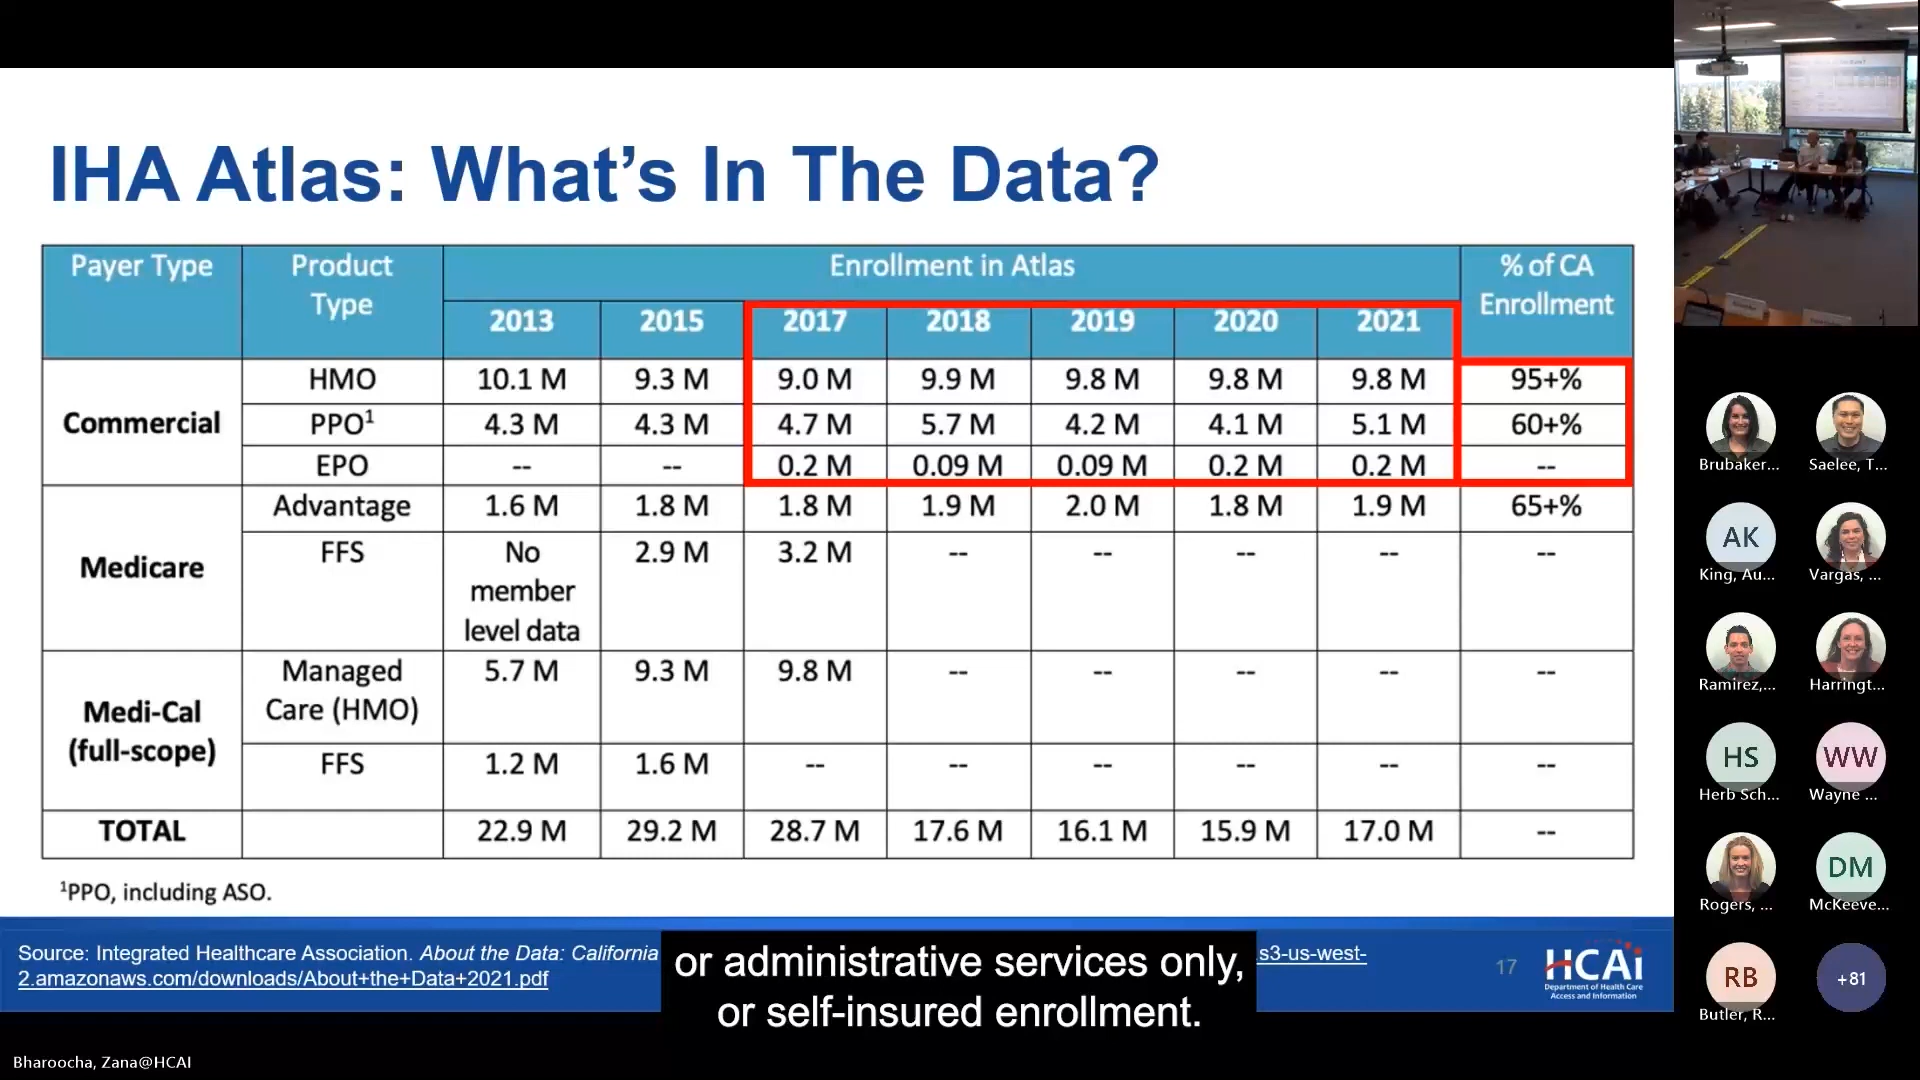 IHA Atlas: What's In The Data?
Payer Type
Product Type
Enrollment in Atlas
% of CA Enrollment
2013 2015 2017 2018 2019 2020 2021
Commercial
HMO 10.1 M 9.3 M 9.0 M 9.9 M 9.8 M 9.8 M 9.8 M 95+%
PPO¹ 4.3 M 4.3 M 4.7 M 5.7 M 4.2 M 4.1 M 5.1 M 60+%
EPO -- -- 0.2 M 0.09 M 0.09 M 0.2 M 0.2 M --
Medicare
Advantage 1.6 M 1.8 M 1.8 M 1.9 M 2.0 M 1.8 M 1.9 M 65+%
FFS No member level data 2.9 M 3.2 M -- -- -- -- --
Medi-Cal (full-scope)
Managed Care (HMO) 5.7 M 9.3 M 9.8 M -- -- -- -- --
FFS 1.2 M 1.6 M -- -- -- -- -- --
TOTAL 22.9 M 29.2 M 28.7 M 17.6 M 16.1 M 15.9 M 17.0 M --
¹PPO, including ASO.
Source: Integrated Healthcare Association. About the Data: California
s3-us-west-
2.amazonaws.com/downloads/About+the+Data+2021.pdf
or administrative services only,
or self-insured enrollment.
17
HCAi
Department of Health Care
Access and Information
Bharoocha, Zana@HCAI
Brubaker... Saelee, T...
AK
King, Au... Vargas, ...
Ramirez,... Harringt...
HS WW
Herb Sch... Wayne ...
DM
Rogers, ... McKeeve...
RB +81
Butler, R...